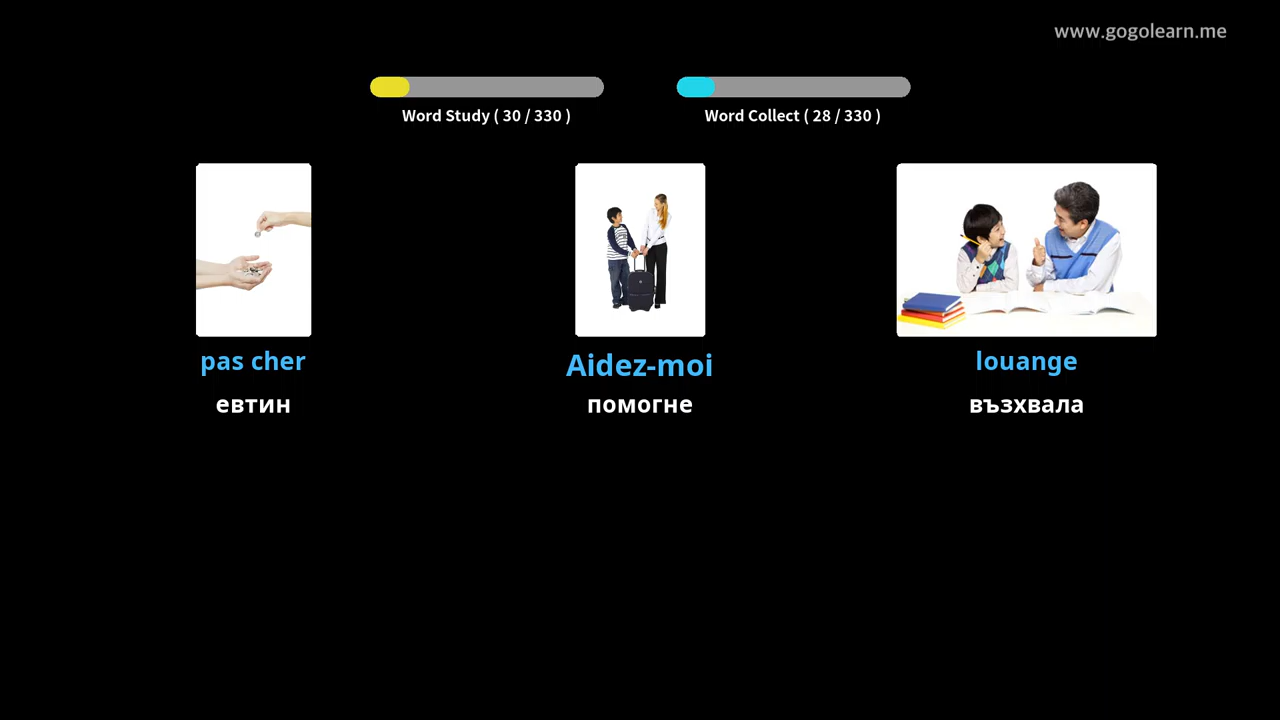 www.gogolearn.me
Word Study ( 30 / 330 )
Word Collect ( 28 / 330 )
pas cher
Aidez-moi
louange
евтин
помогне
възхвала